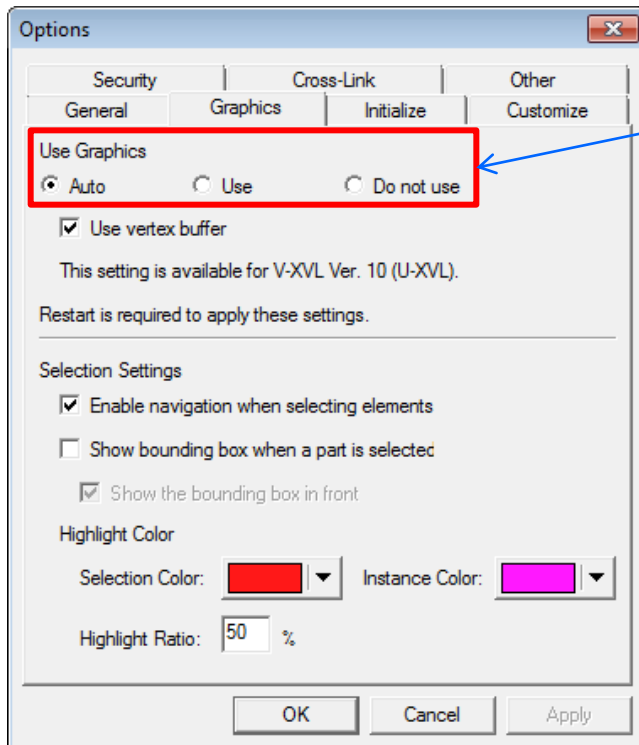 Options
Security Cross-Link Other
General Graphics Initialize Customize
Use Graphics
Auto Use Do not use
Use vertex buffer
This setting is available for V-XVL Ver. 10 (U-XVL).
Restart is required to apply these settings.
Selection Settings
Enable navigation when selecting elements
Show bounding box when a part is selected
Show the bounding box in front
Highlight Color
Selection Color: Instance Color:
Highlight Ratio: 50 %
OK Cancel Apply